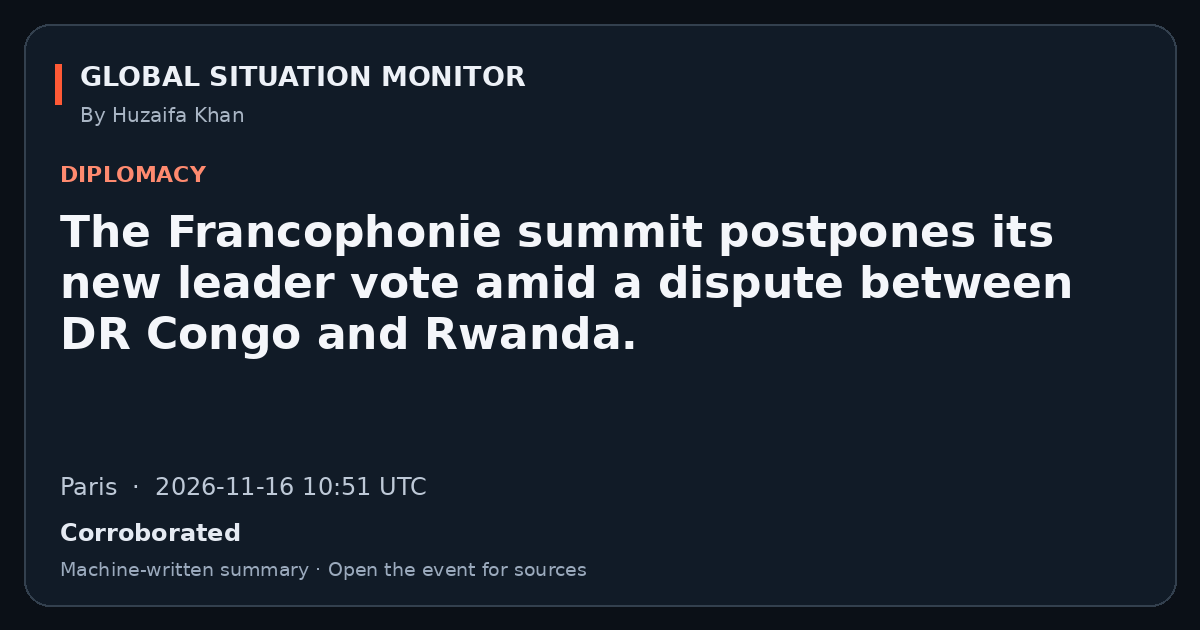 GLOBAL SITUATION MONITOR
By Huzaifa Khan
DIPLOMACY
The Francophonie summit postpones its
new leader vote amid a dispute between
DR Congo and Rwanda.
Paris · 2026-11-16 10:51 UTC
Corroborated
Machine-written summary · Open the event for sources